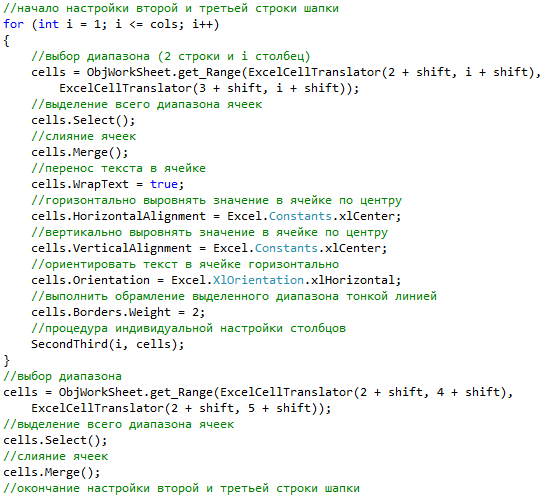 //начало настройки второй и третьей строки шапки
for (int i = 1; i <= cols; i++)
{
//выбор диапазона (2 строки и i столбец)
cells = ObjWorkSheet.get_Range(ExcelCellTranslator(2 + shift, i + shift),
ExcelCellTranslator(3 + shift, i + shift));
//выделение всего диапазона ячеек
cells.Select();
//слияние ячеек
cells.Merge();
//перенос текста в ячейке
cells.WrapText = true;
//горизонтально выровнять значение в ячейке по центру
cells.HorizontalAlignment = Excel.Constants.xlCenter;
//вертикально выровнять значение в ячейке по центру
cells.VerticalAlignment = Excel.Constants.xlCenter;
//ориентировать текст в ячейке горизонтально
cells.Orientation = Excel.XlOrientation.xlHorizontal;
//выполнить обрамление выделенного диапазона тонкой линией
cells.Borders.Weight = 2;
//процедура индивидуальной настройки столбцов
SecondThird(i, cells);
}
//выбор диапазона
cells = ObjWorkSheet.get_Range(ExcelCellTranslator(2 + shift, 4 + shift),
ExcelCellTranslator(2 + shift, 5 + shift));
//выделение всего диапазона ячеек
cells.Select();
//слияние ячеек
cells.Merge();
//окончание настройки второй и третьей строки шапки